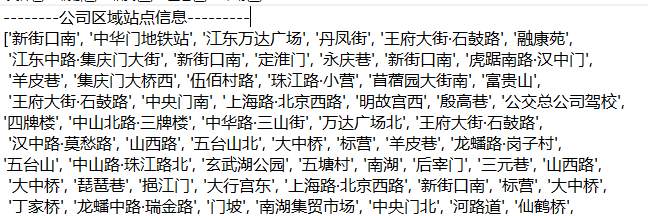 --------公司区域站点信息---------
['新街口南', '中华门地铁站', '江东万达广场', '丹凤街', '王府大街·石鼓路', '融康苑',
'江东中路·集庆门大街', '新街口南', '定淮门', '永庆巷', '新街口南', '虎踞南路·汉中门',
'羊皮巷', '集庆门大桥西', '伍佰村路', '珠江路·小营', '苜蓿园大街南', '富贵山',
'王府大街·石鼓路', '中央门南', '上海路·北京西路', '明故宫西', '殷高巷', '公交总公司驾校',
'四牌楼', '中山北路·三牌楼', '中华路·三山街', '万达广场北', '王府大街·石鼓路',
'汉中路·莫愁路', '山西路', '五台山北', '大中桥', '标营', '羊皮巷', '龙蟠路·岗子村',
'五台山', '中山路·珠江路北', '玄武湖公园', '五塘村', '南湖', '后宰门', '三元巷', '山西路',
'大中桥', '琵琶巷', '挹江门', '大行宫东', '上海路·北京西路', '新街口南', '标营', '大中桥',
'丁家桥', '龙蟠中路·瑞金路', '门坡', '南湖集贸市场', '中央门北', '河路道', '仙鹤桥',